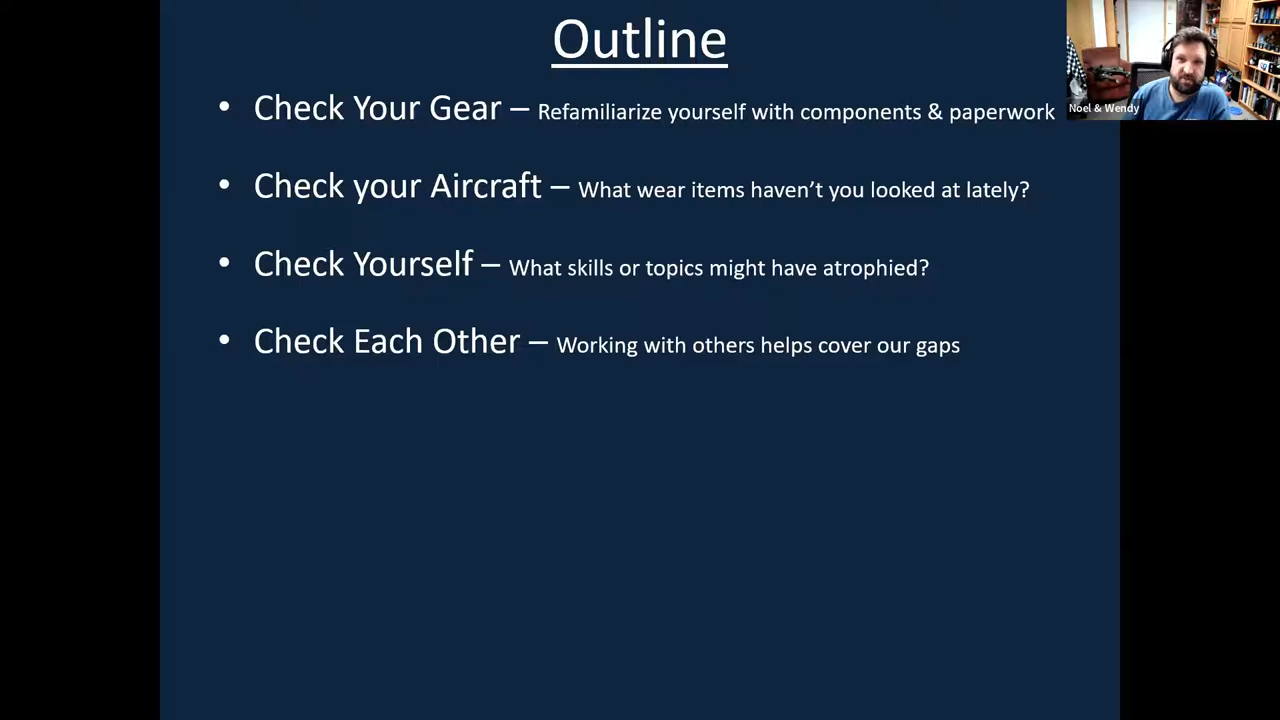 Outline
• Check Your Gear – Refamiliarize yourself with components & paperwork
• Check your Aircraft – What wear items haven’t you looked at lately?
• Check Yourself – What skills or topics might have atrophied?
• Check Each Other – Working with others helps cover our gaps
Noel & Wendy